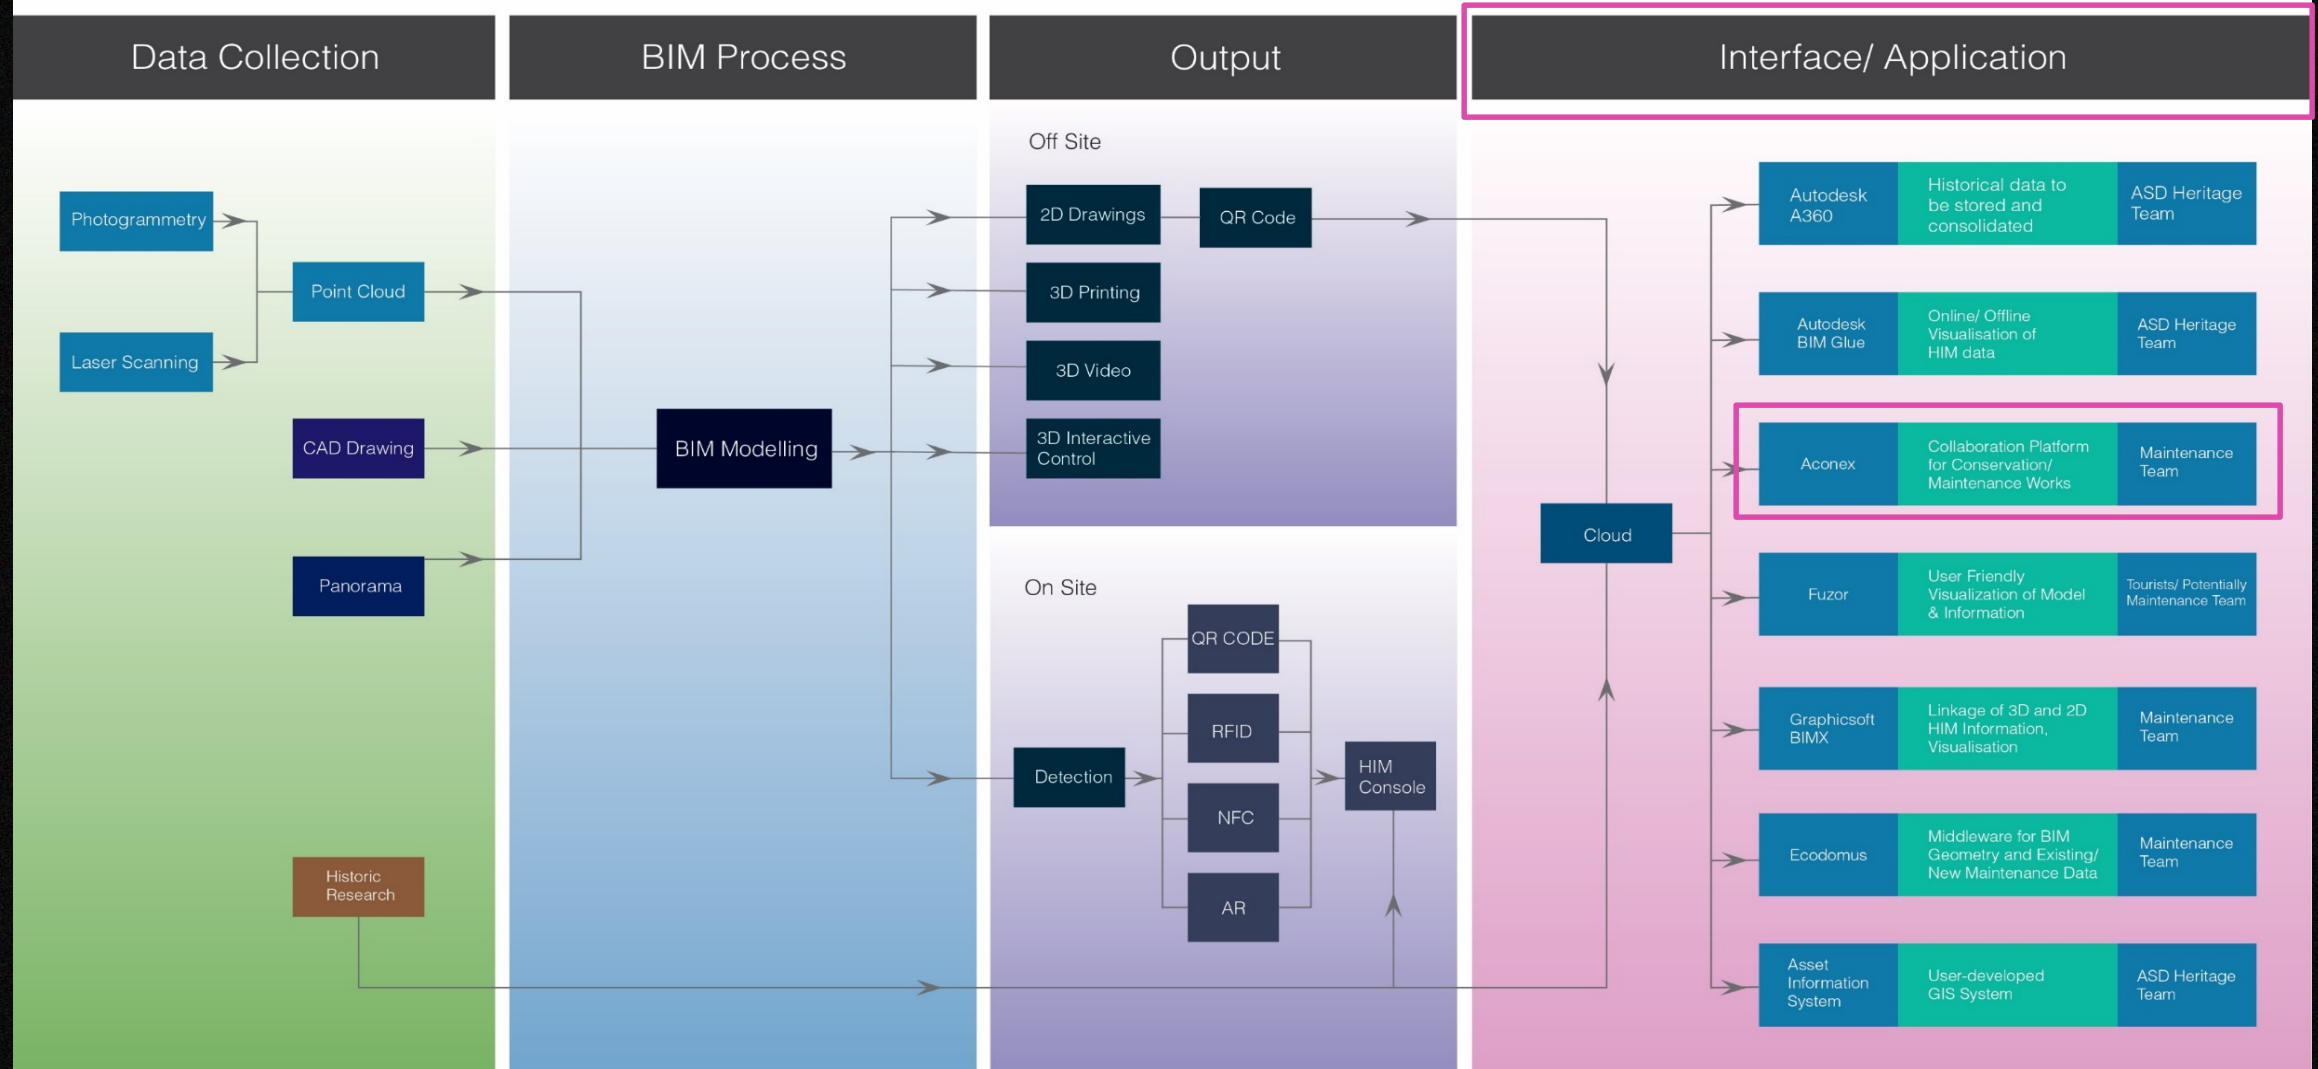 Data Collection
BIM Process
Output
Interface/ Application
Photogrammetry
Laser Scanning
Point Cloud
CAD Drawing
Panorama
Historic
Research
BIM Modelling
Off Site
2D Drawings
QR Code
3D Printing
3D Video
3D Interactive
Control
On Site
Detection
QR CODE
RFID
NFC
AR
HIM
Console
Cloud
Autodesk
A360
Historical data to
be stored and
consolidated
ASD Heritage
Team
Autodesk
BIM Glue
Online/ Offline
Visualisation of
HIM data
ASD Heritage
Team
Aconex
Collaboration Platform
for Conservation/
Maintenance Works
Maintenance
Team
Fuzor
User Friendly
Visualization of Model
& Information
Tourists/ Potentially
Maintenance Team
Graphicsoft
BIMX
Linkage of 3D and 2D
HIM Information,
Visualisation
Maintenance
Team
Ecodomus
Middleware for BIM
Geometry and Existing/
New Maintenance Data
Maintenance
Team
Asset
Information
System
User-developed
GIS System
ASD Heritage
Team